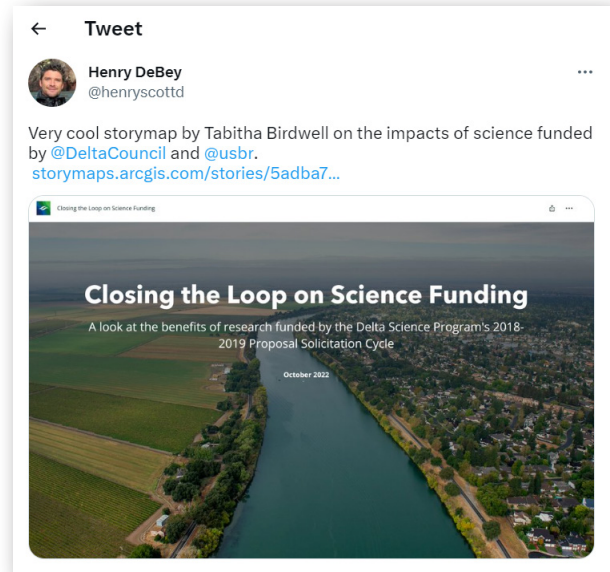 ← Tweet
Henry DeBey
@henryscottd
Very cool storymap by Tabitha Birdwell on the impacts of science funded
by @DeltaCouncil and @usbr.
storymaps.arcgis.com/stories/5adba7...
Closing the Loop on Science Funding
Closing the Loop on Science Funding
A look at the benefits of research funded by the Delta Science Program's 2018-
2019 Proposal Solicitation Cycle
October 2022